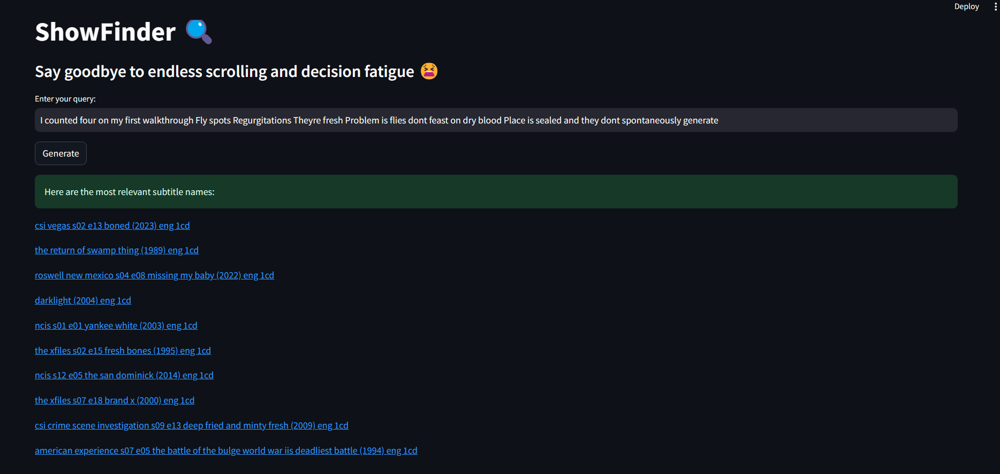 Deploy
ShowFinder
Say goodbye to endless scrolling and decision fatigue
Enter your query:
I counted four on my first walkthrough Fly spots Regurgitations Theyre fresh Problem is flies dont feast on dry blood Place is sealed and they dont spontaneously generate
Generate
Here are the most relevant subtitle names:
csi vegas s02 e13 boned (2023) eng 1cd
the return of swamp thing (1989) eng 1cd
roswell new mexico s04 e08 missing my baby (2022) eng 1cd
darklight (2004) eng 1cd
ncis s01 e01 yankee white (2003) eng 1cd
the xfiles s02 e15 fresh bones (1995) eng 1cd
ncis s12 e05 the san dominick (2014) eng 1cd
the xfiles s07 e18 brand x (2000) eng 1cd
csi crime scene investigation s09 e13 deep fried and minty fresh (2009) eng 1cd
american experience s07 e05 the battle of the bulge world war iis deadliest battle (1994) eng 1cd